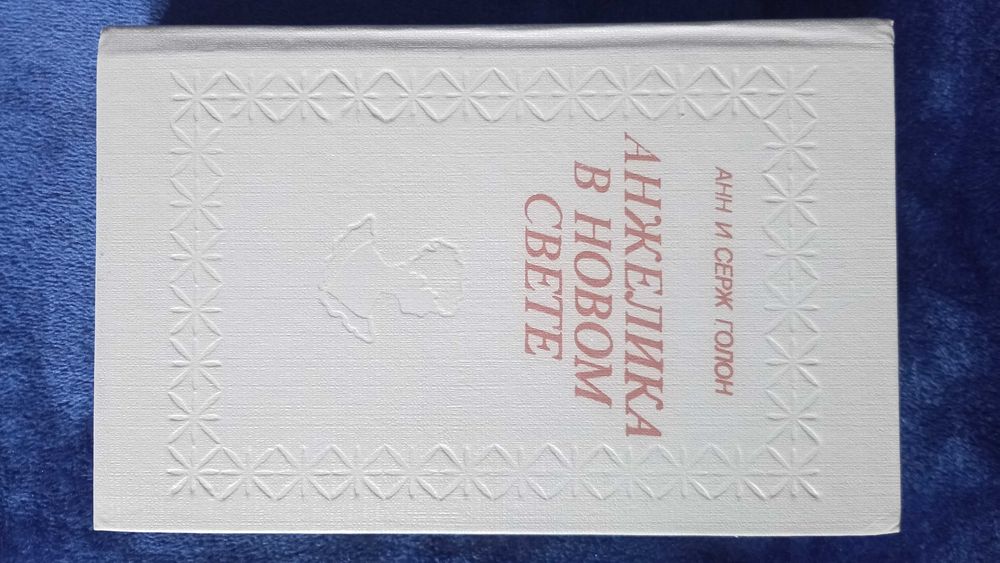 АНН И СЕРЖ ГОЛОН
АНЖЕЛИКА
В НОВОМ
СВЕТЕ